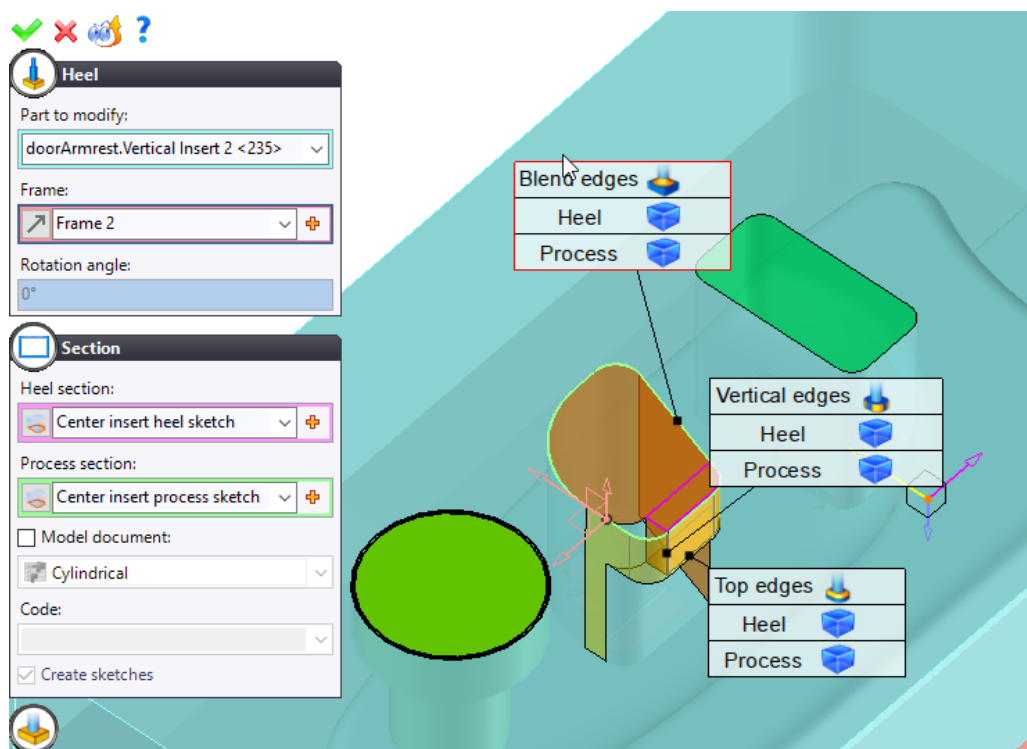 ?
Heel
Part to modify:
doorArmrest.Vertical Insert 2 <235>
Frame:
Frame 2
Rotation angle:
0°
Section
Heel section:
Center insert heel sketch
Process section:
Center insert process sketch
Model document:
Cylindrical
Code:
Create sketches
Blend edges
Heel
Process
Vertical edges
Heel
Process
Top edges
Heel
Process